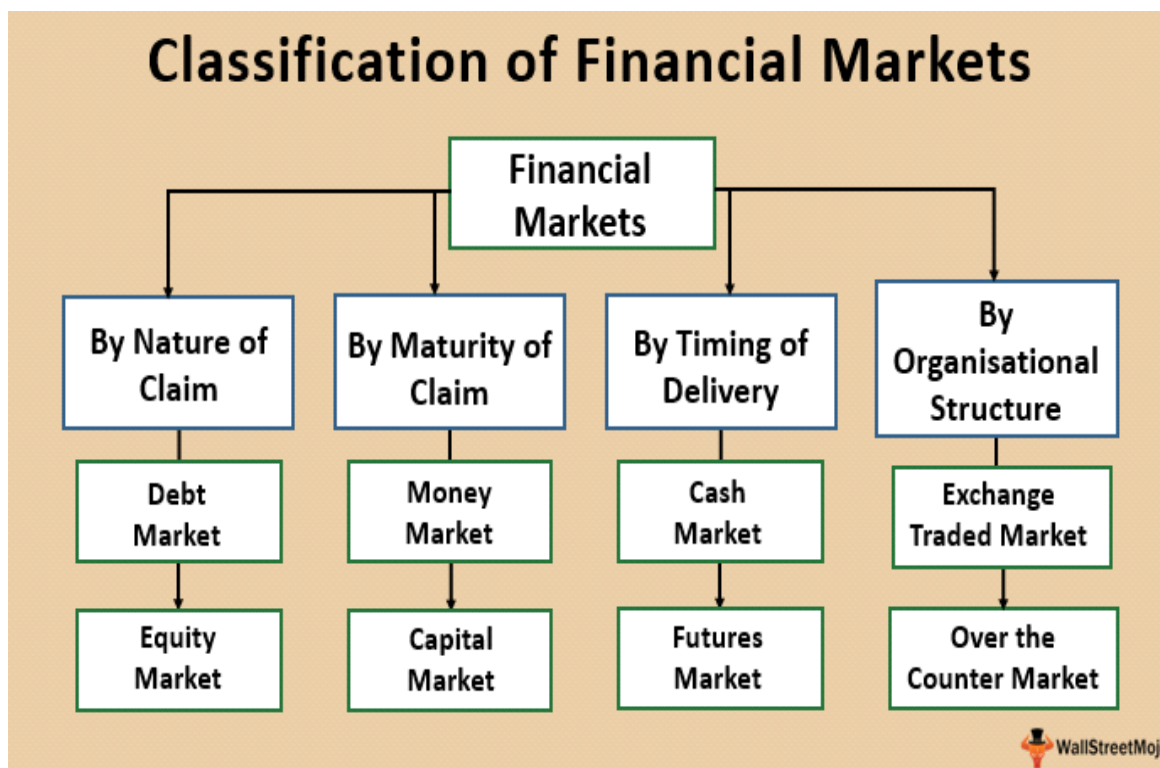 Classification of Financial Markets
Financial
Markets
By Nature of
Claim
By Maturity of
Claim
By Timing of
Delivery
By
Organisational
Structure
Debt
Market
Money
Market
Cash
Market
Exchange
Traded Market
Equity
Market
Capital
Market
Futures
Market
Over the
Counter Market
WallStreetMoj